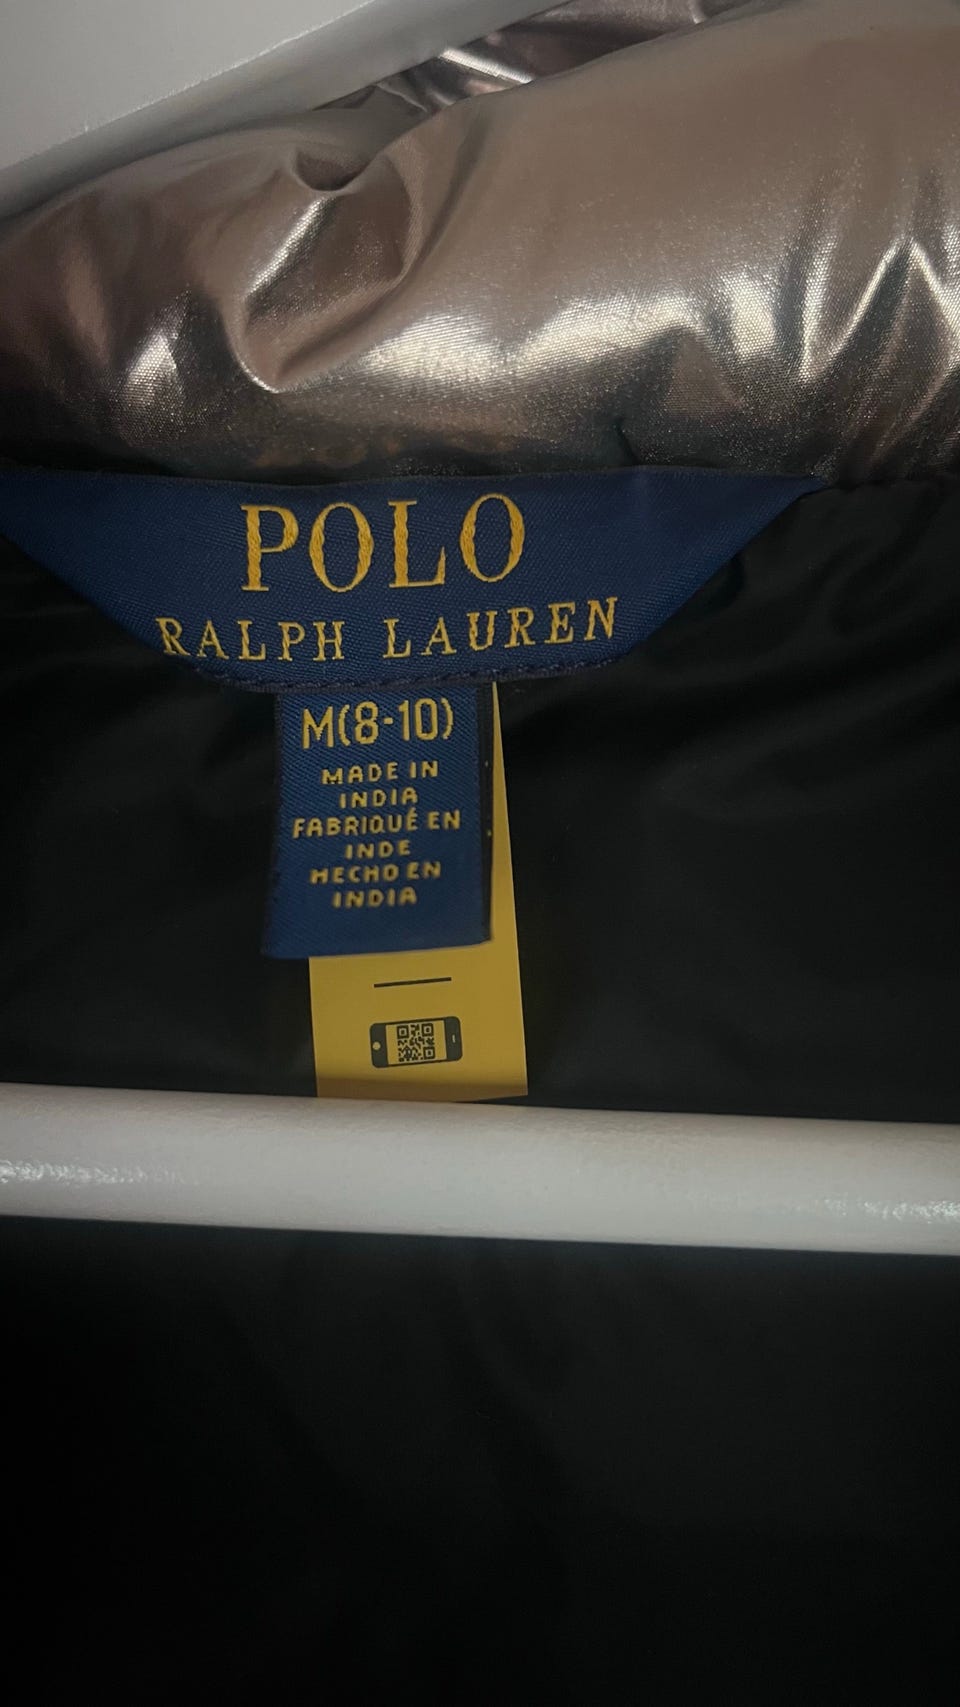 POLO
RALPH LAUREN
M(8-10)
MADE IN
INDIA
FABRIQUÉ EN
INDE
HECHO EN
INDIA